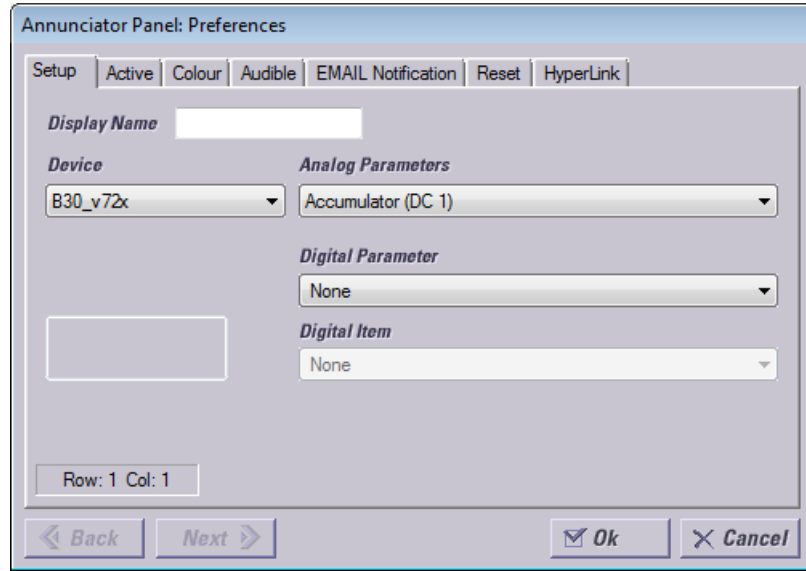 Annunciator Panel: Preferences
Setup Active Colour Audible EMAIL Notification Reset HyperLink
Display Name
Device Analog Parameters
B30_v72x Accumulator (DC 1)
Digital Parameter
None
Digital Item
None
Row: 1 Col: 1
Back Next Ok Cancel